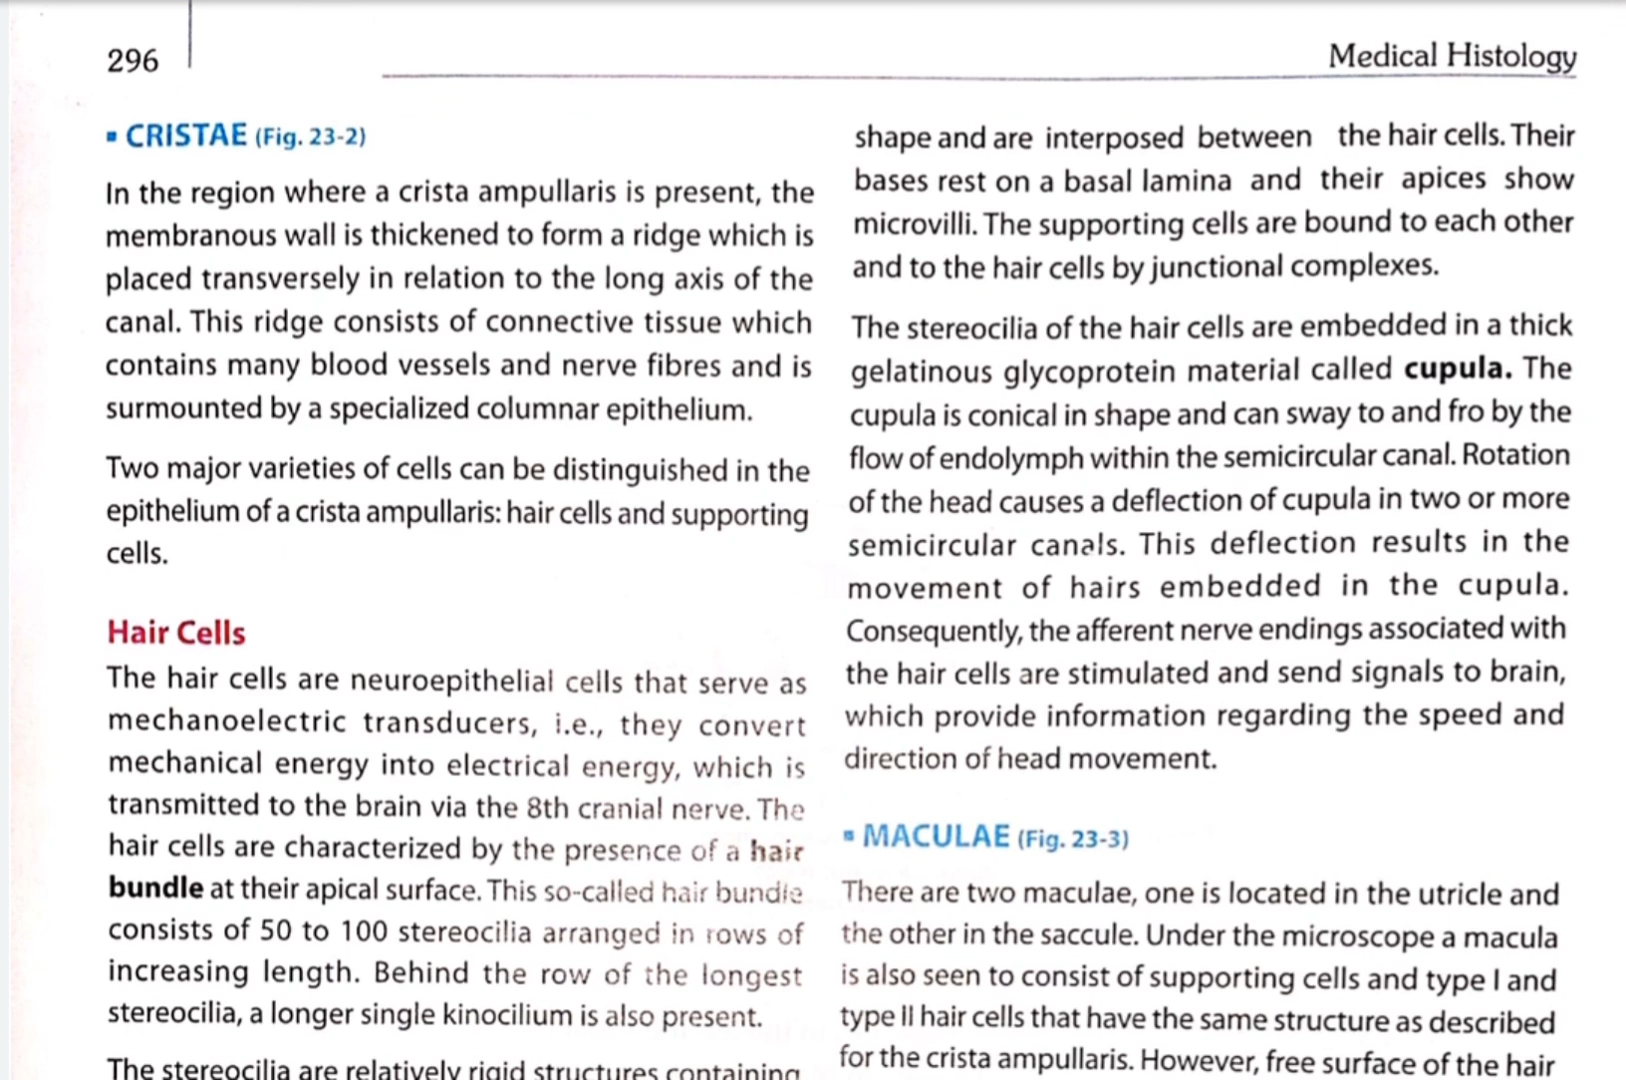 296
Medical Histology
▪ CRISTAE (Fig. 23-2)
In the region where a crista ampullaris is present, the
membranous wall is thickened to form a ridge which is
placed transversely in relation to the long axis of the
canal. This ridge consists of connective tissue which
contains many blood vessels and nerve fibres and is
surmounted by a specialized columnar epithelium.
Two major varieties of cells can be distinguished in the
epithelium of a crista ampullaris: hair cells and supporting
cells.
Hair Cells
The hair cells are neuroepithelial cells that serve as
mechanoelectric transducers, i.e., they convert
mechanical energy into electrical energy, which is
transmitted to the brain via the 8th cranial nerve. The
hair cells are characterized by the presence of a hair
bundle at their apical surface. This so-called hair bundle
consists of 50 to 100 stereocilia arranged in rows of
increasing length. Behind the row of the longest
stereocilia, a longer single kinocilium is also present.
The stereocilia are relatively rigid structures containing
shape and are interposed between the hair cells. Their
bases rest on a basal lamina and their apices show
microvilli. The supporting cells are bound to each other
and to the hair cells by junctional complexes.
The stereocilia of the hair cells are embedded in a thick
gelatinous glycoprotein material called cupula. The
cupula is conical in shape and can sway to and fro by the
flow of endolymph within the semicircular canal. Rotation
of the head causes a deflection of cupula in two or more
semicircular canals. This deflection results in the
movement of hairs embedded in the cupula.
Consequently, the afferent nerve endings associated with
the hair cells are stimulated and send signals to brain,
which provide information regarding the speed and
direction of head movement.
▪ MACULAE (Fig. 23-3)
There are two maculae, one is located in the utricle and
the other in the saccule. Under the microscope a macula
is also seen to consist of supporting cells and type I and
type II hair cells that have the same structure as described
for the crista ampullaris. However, free surface of the hair